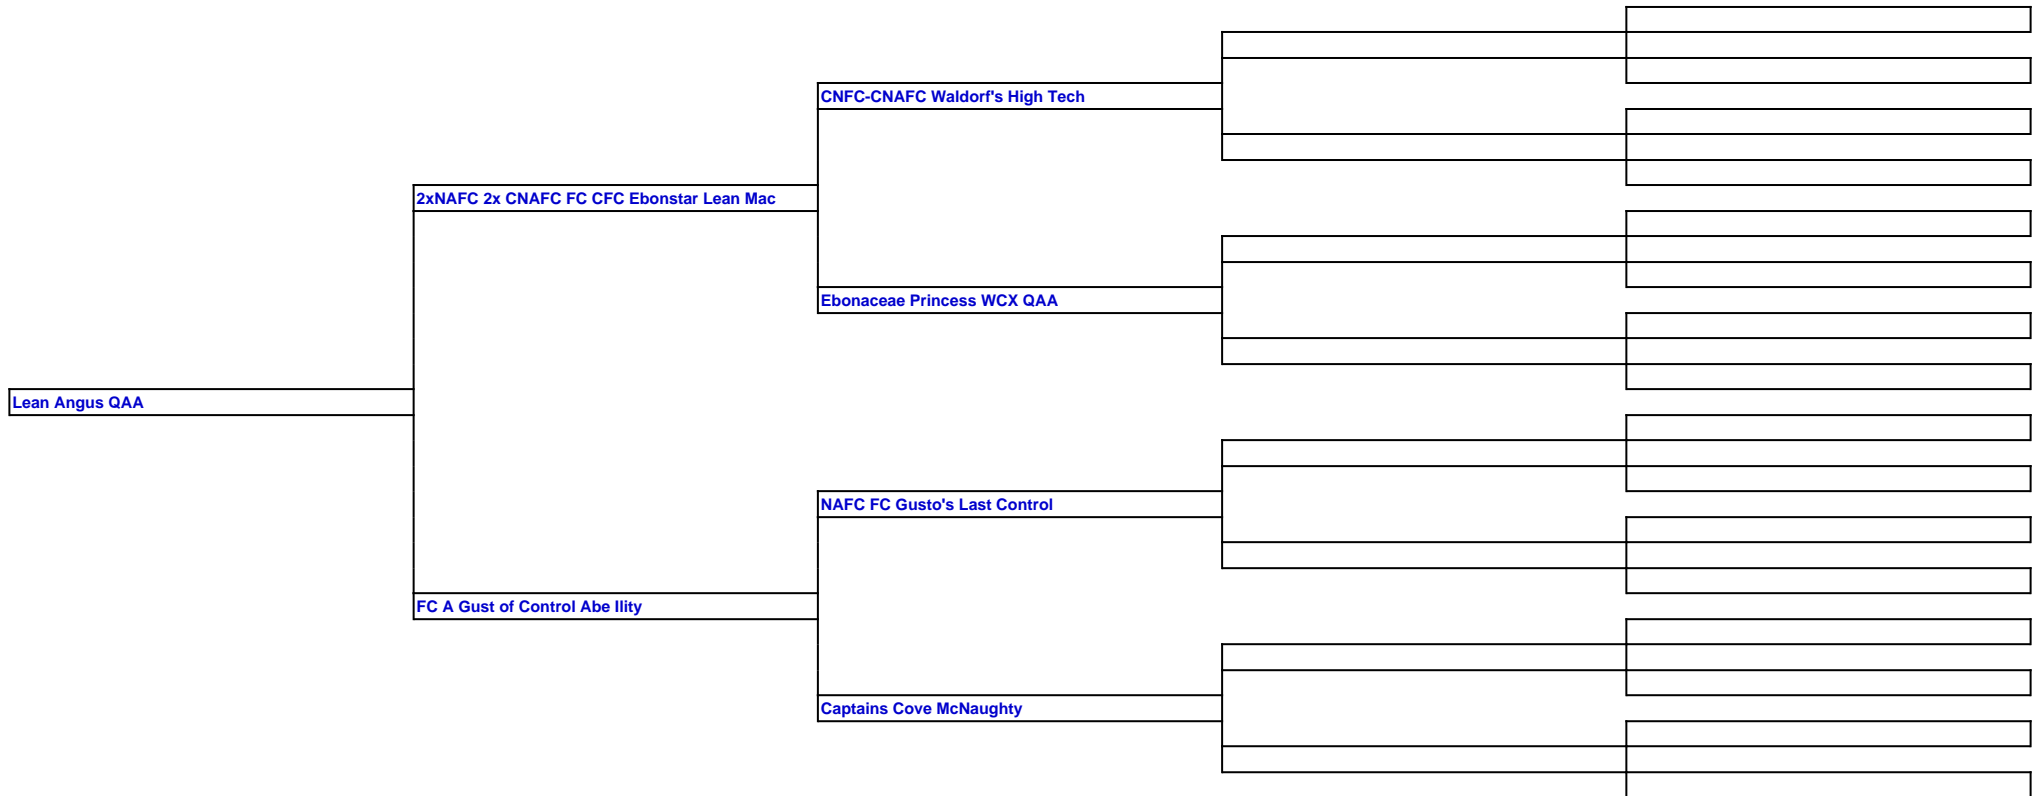 CNFC-CNAFC Waldorf's High Tech
2xNAFC 2x CNAFC FC CFC Ebonstar Lean Mac
Ebonaceae Princess WCX QAA
Lean Angus QAA
NAFC FC Gusto's Last Control
FC A Gust of Control Abe Ility
Captains Cove McNaughty